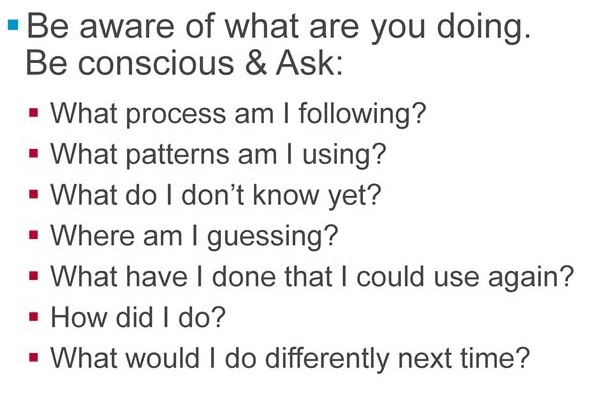 Be aware of what are you doing.
Be conscious & Ask:
What process am I following?
What patterns am I using?
What do I don’t know yet?
Where am I guessing?
What have I done that I could use again?
How did I do?
What would I do differently next time?